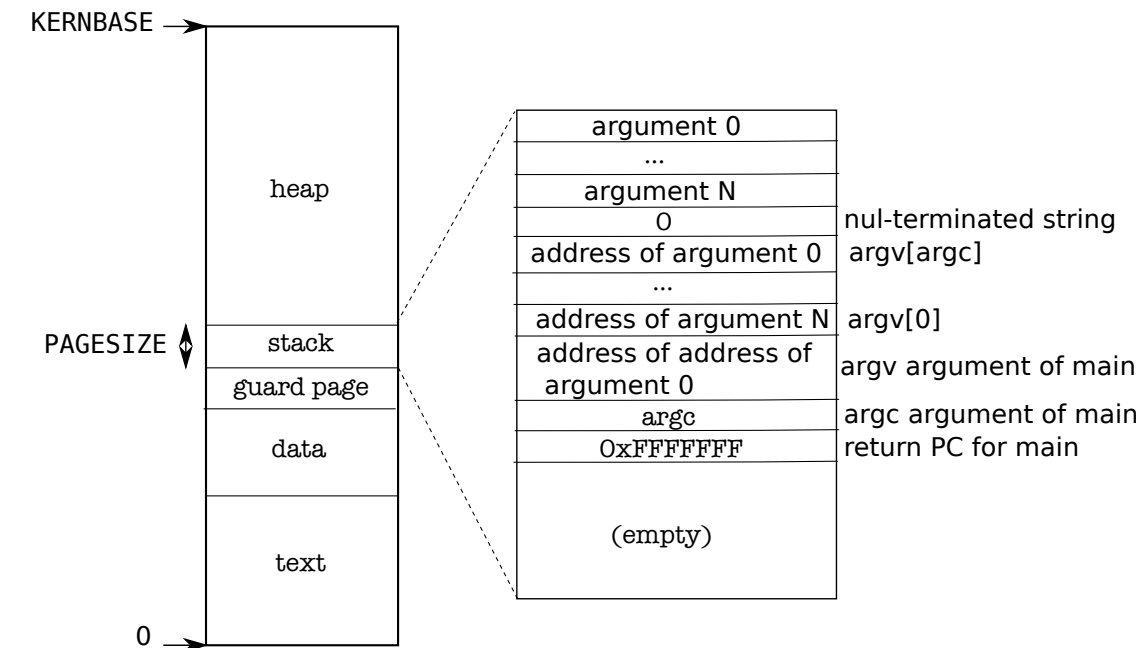 KERNBASE
heap
PAGESIZE
stack
guard page
data
text
0
argument 0
...
argument N
0
nul-terminated string
address of argument 0
argv[argc]
...
address of argument N
argv[0]
address of address of
argument 0
argv argument of main
argc
argc argument of main
0xFFFFFFF
return PC for main
(empty)